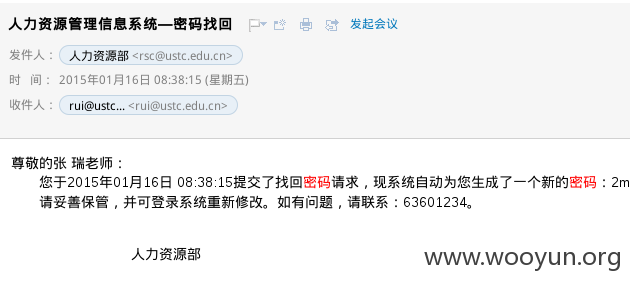 人力资源管理信息系统—密码找回 发起会议
发件人： 人力资源部 <rsc@ustc.edu.cn>
时 间： 2015年01月16日 08:38:15 (星期五)
收件人： rui@ustc... <rui@ustc.edu.cn>
尊敬的张 瑞老师：
您于2015年01月16日 08:38:15提交了找回密码请求，现系统自动为您生成了一个新的密码：2m
请妥善保管，并可登录系统重新修改。如有问题，请联系：63601234。
人力资源部
www.wooyun.org